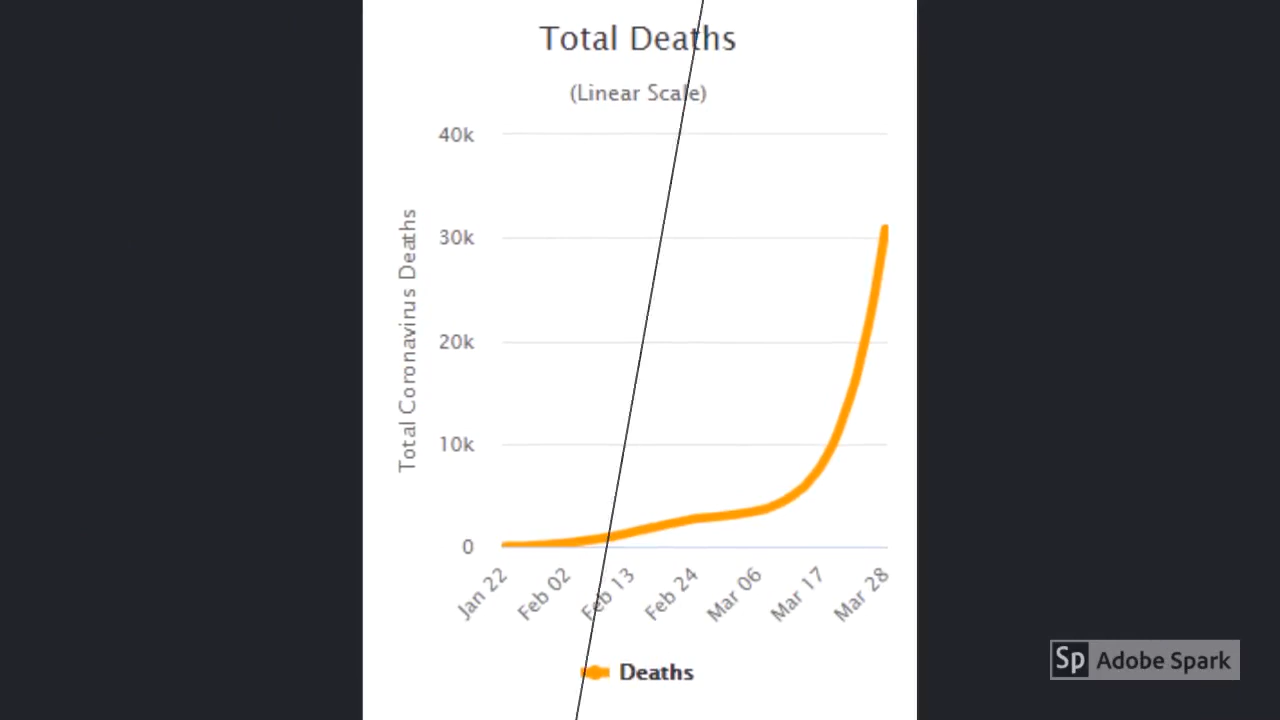 Total Deaths
(Linear Scale)
Total Coronavirus Deaths
40k
30k
20k
10k
0
Jan 22
Feb 02
Feb 13
Feb 24
Mar 06
Mar 17
Mar 28
Deaths
Sp Adobe Spark